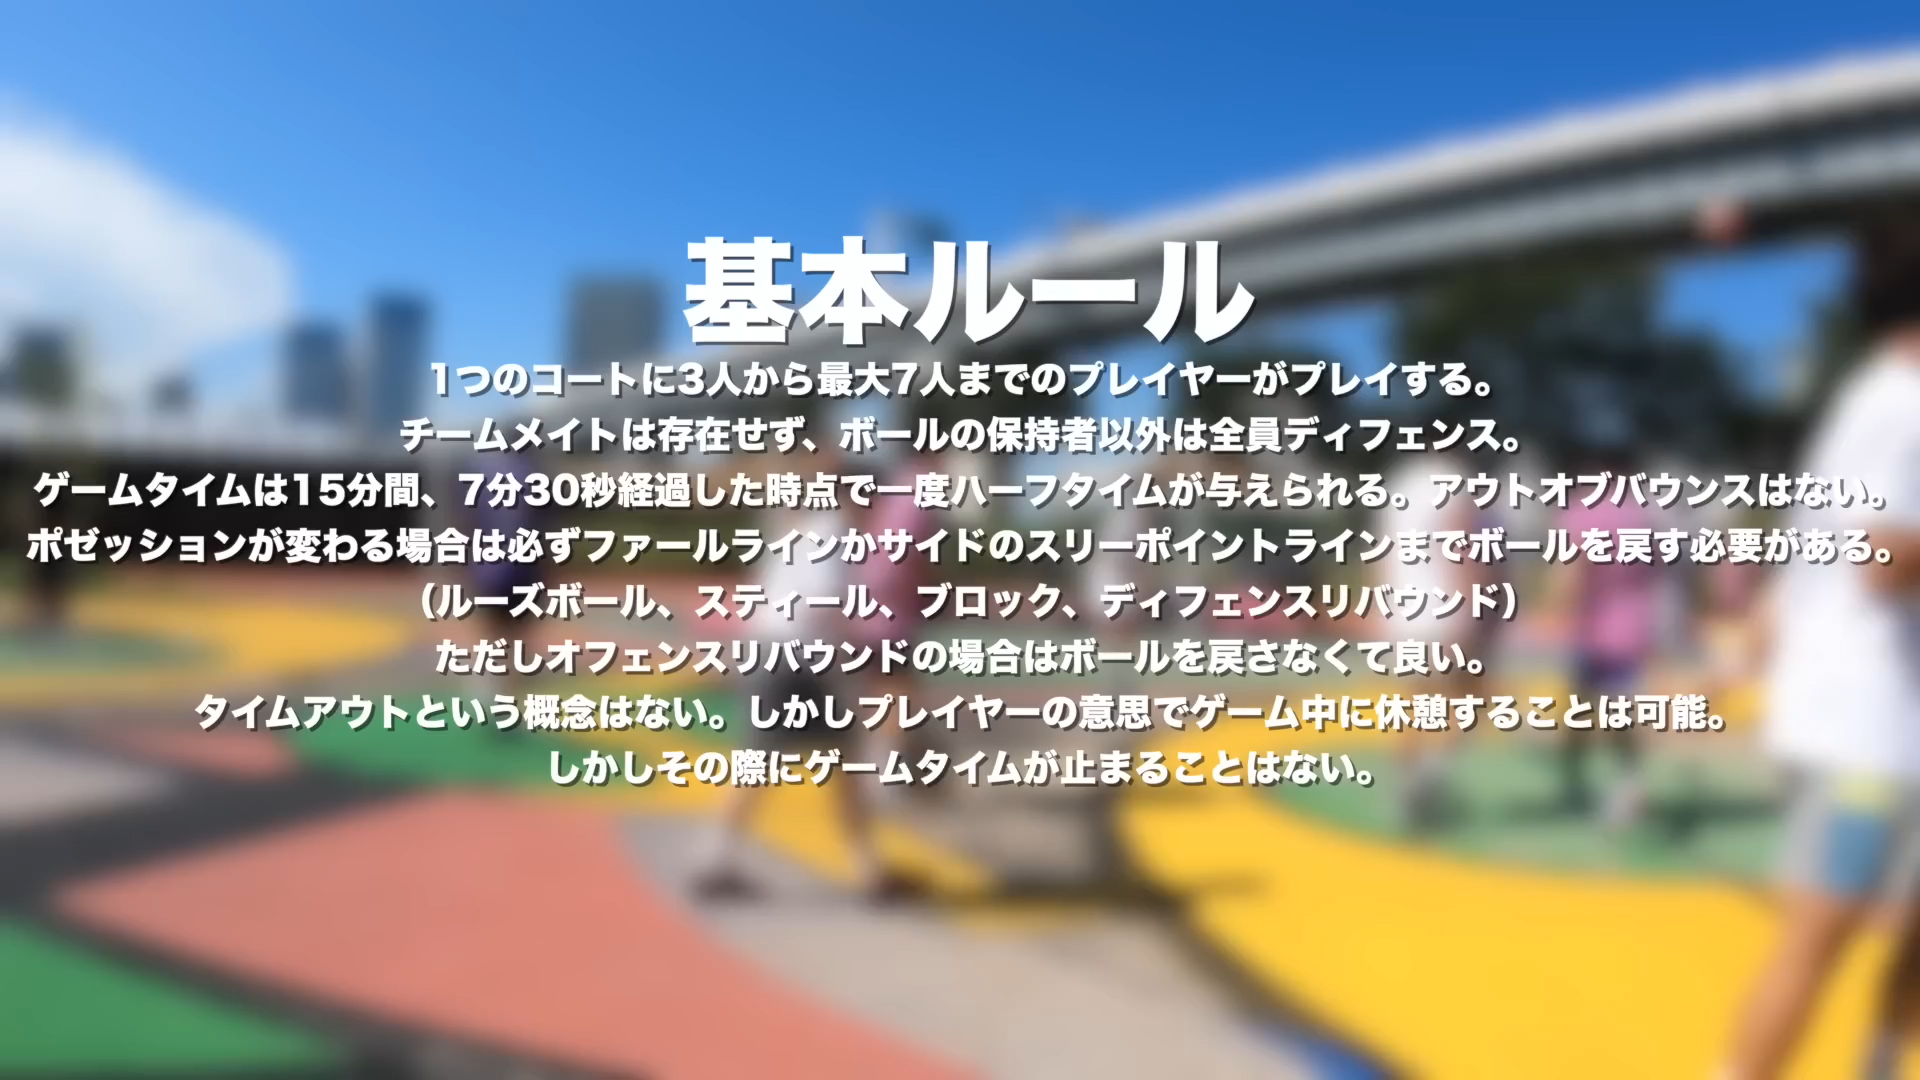 基本ルール
1つのコートに3人から最大7人までのプレイヤーがプレイする。
チームメイトは存在せず、ボールの保持者以外は全員ディフェンス。
ゲームタイムは15分間、7分30秒経過した時点で一度ハーフタイムが与えられる。アウトオブバウンスはない。
ポゼッションが変わる場合は必ずファールラインかサイドのスリーポイントラインまでボールを戻す必要がある。
（ルーズボール、スティール、ブロック、ディフェンスリバウンド）
ただしオフェンスリバウンドの場合はボールを戻さなくて良い。
タイムアウトという概念はない。しかしプレイヤーの意思でゲーム中に休憩することは可能。
しかしその際にゲームタイムが止まることはない。